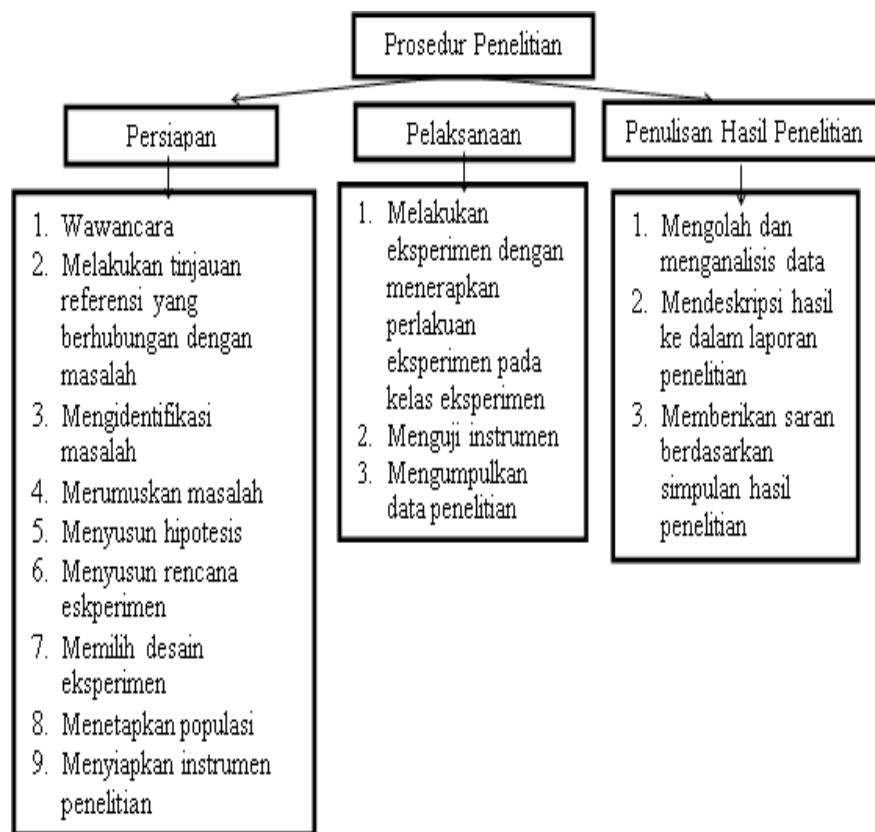 Prosedur Penelitian
Persiapan
1. Wawancara
2. Melakukan tinjauan
referensi yang
berhubungan dengan
masalah
3. Mengidentifikasi
masalah
4. Merumuskan masalah
5. Menyusun hipotesis
6. Menyusun rencana
eskperimen
7. Memilih desain
eksperimen
8. Menetapkan populasi
9. Menyiapkan instrumen
penelitian
Pelaksanaan
1. Melakukan
eksperimen dengan
menerapkan
perlakuan
eksperimen pada
kelas eksperimen
2. Menguji instrumen
3. Mengumpulkan
data penelitian
Penulisan Hasil Penelitian
1. Mengolah dan
menganalisis data
2. Mendeskripsi hasil
ke dalam laporan
penelitian
3. Memberikan saran
berdasarkan
simpulan hasil
penelitian